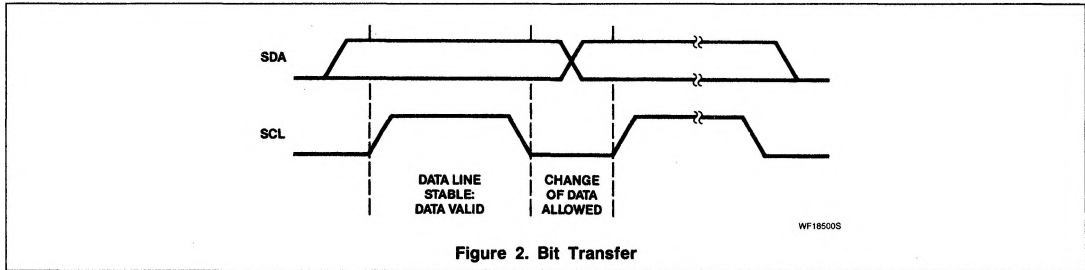 SDA
SCL
DATA LINE
STABLE:
DATA VALID
CHANGE
OF DATA
ALLOWED
WF18500S
Figure 2. Bit Transfer